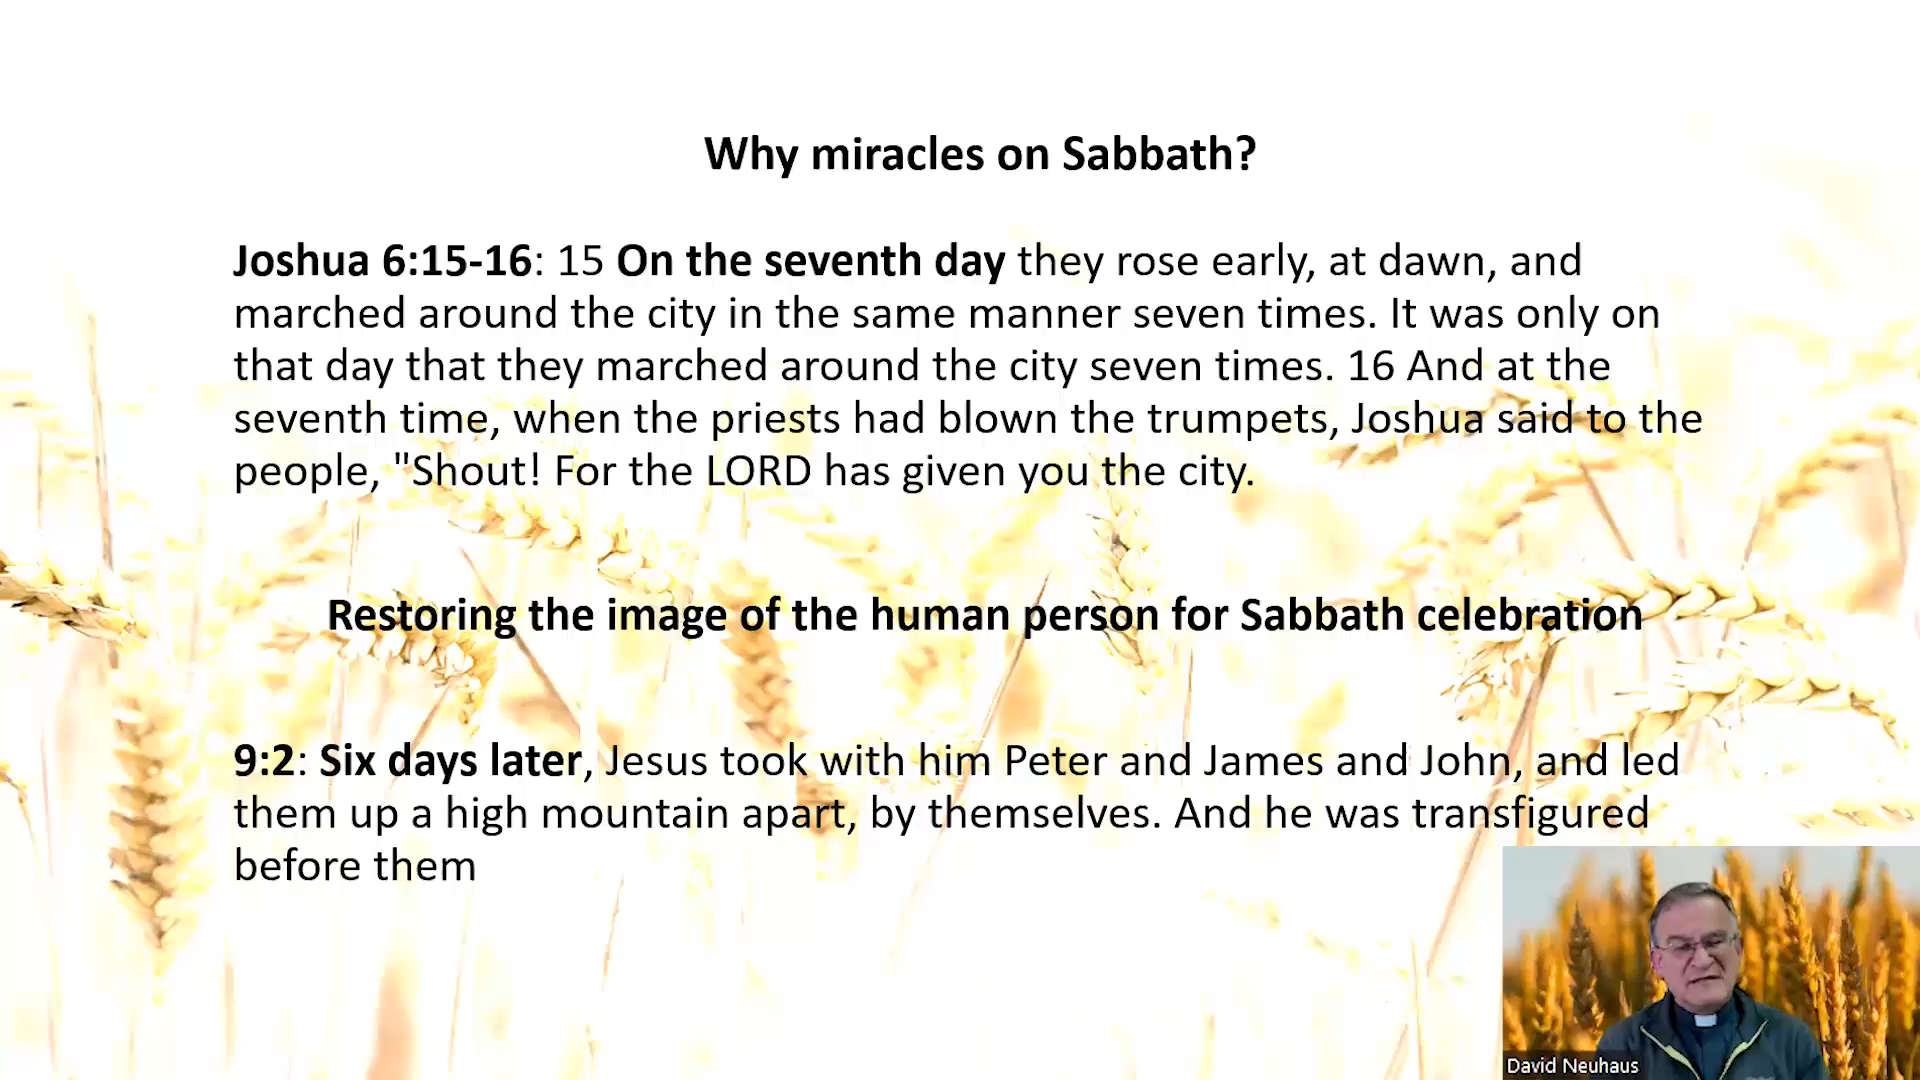 Why miracles on Sabbath?
Joshua 6:15-16: 15 On the seventh day they rose early, at dawn, and
marched around the city in the same manner seven times. It was only on
that day that they marched around the city seven times. 16 And at the
seventh time, when the priests had blown the trumpets, Joshua said to the
people, "Shout! For the LORD has given you the city.
Restoring the image of the human person for Sabbath celebration
9:2: Six days later, Jesus took with him Peter and James and John, and led
them up a high mountain apart, by themselves. And he was transfigured
before them
David Neuhaus